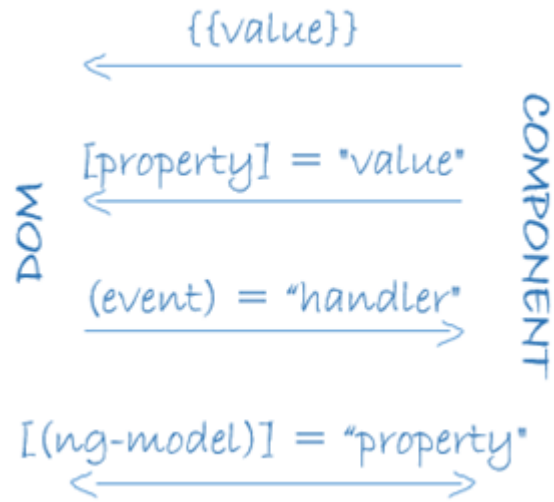 {{value}}
[property] = "value"
DOM
COMPONENT
(event) = "handler"
[(ng-model)] = "property"